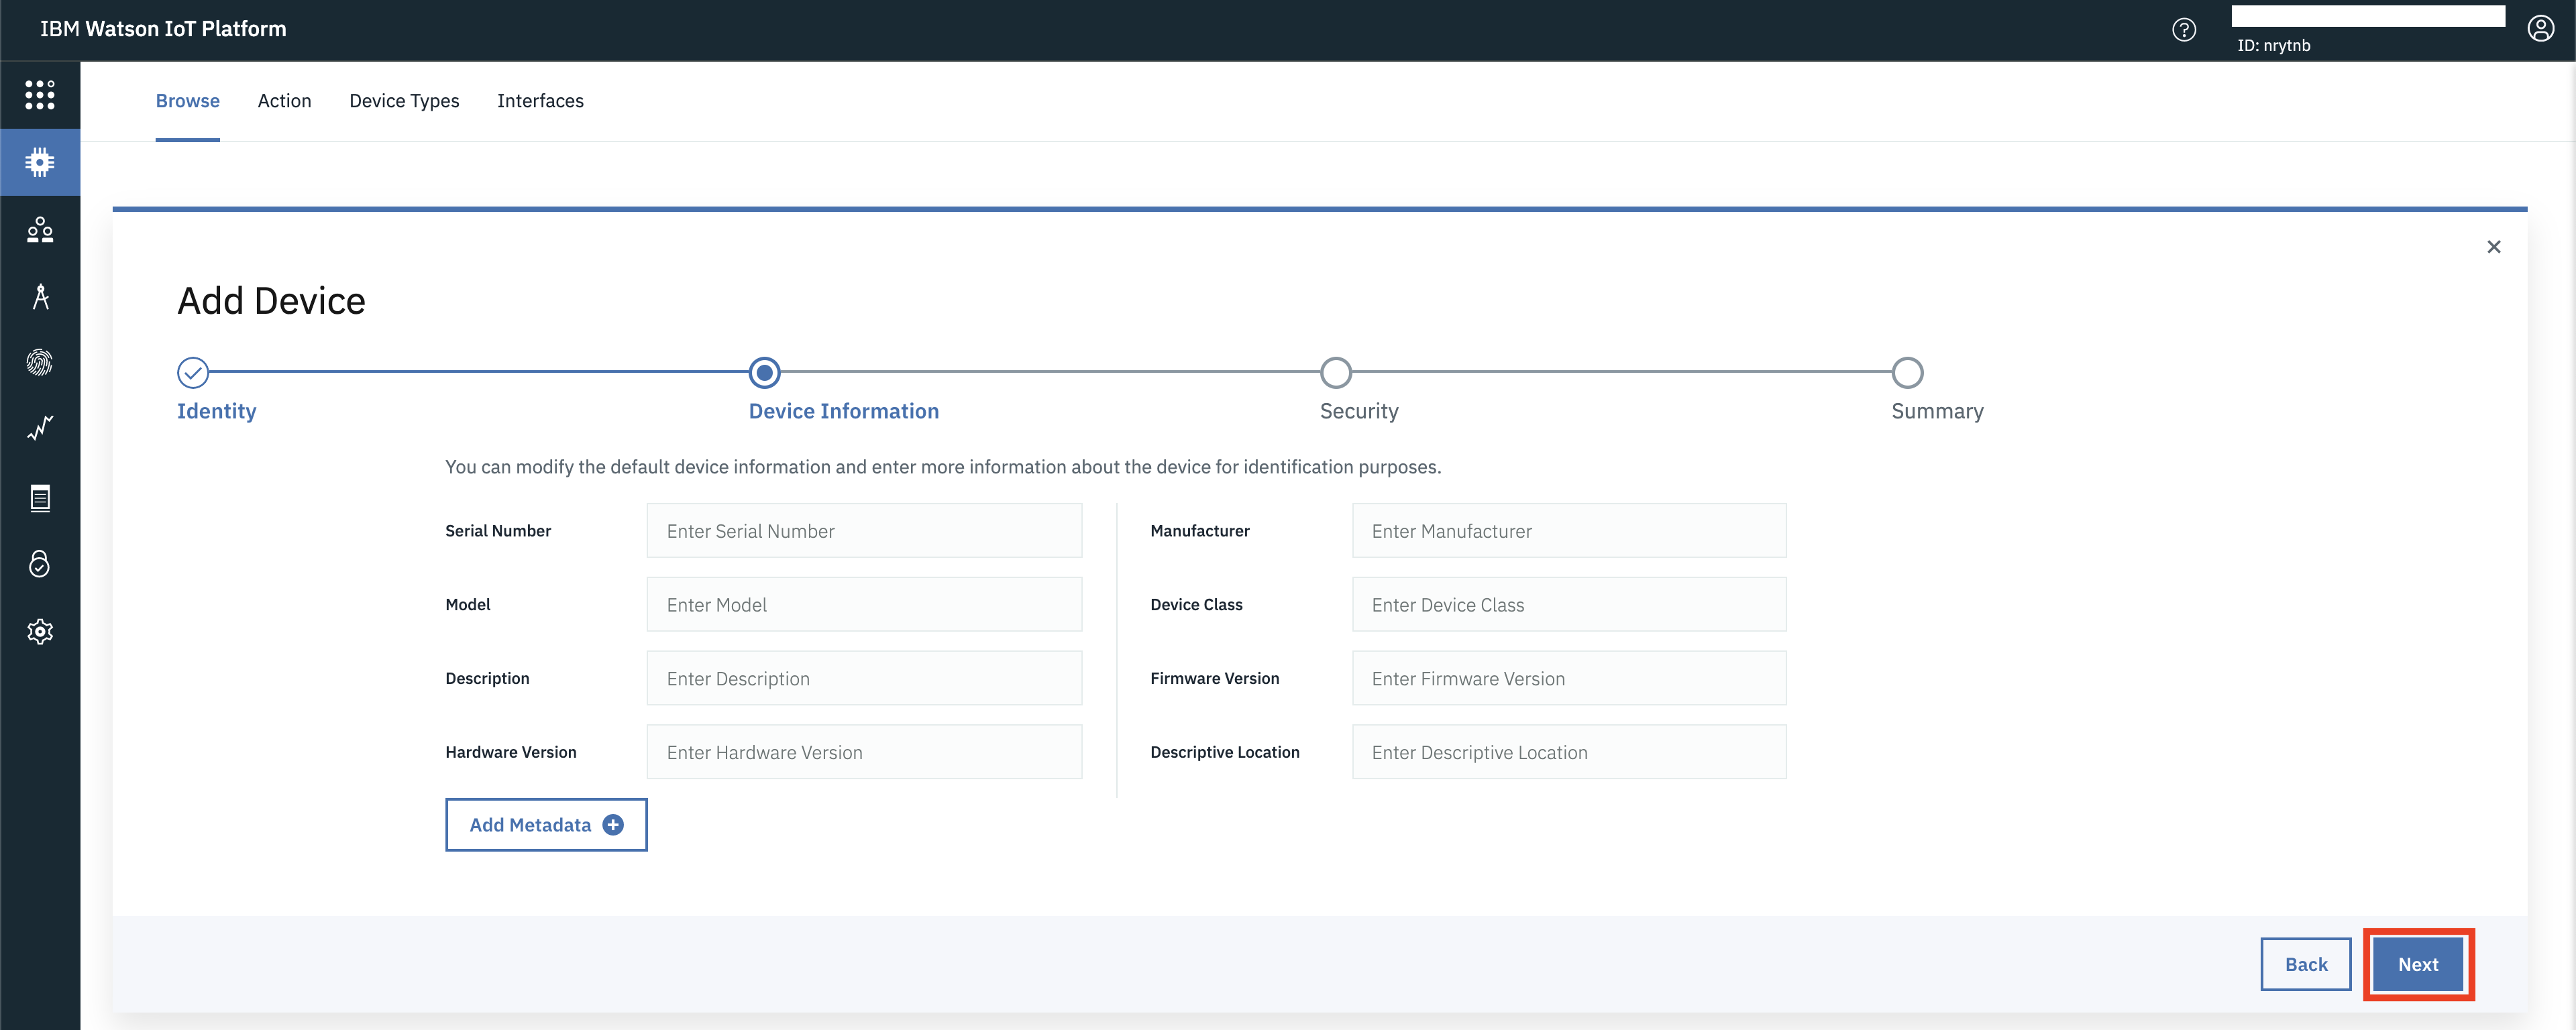 IBM Watson IoT Platform
?
ID: nrytnb
Browse Action Device Types Interfaces
Add Device
Identity Device Information Security Summary
You can modify the default device information and enter more information about the device for identification purposes.
Serial Number Enter Serial Number Manufacturer Enter Manufacturer
Model Enter Model Device Class Enter Device Class
Description Enter Description Firmware Version Enter Firmware Version
Hardware Version Enter Hardware Version Descriptive Location Enter Descriptive Location
Add Metadata
Back Next